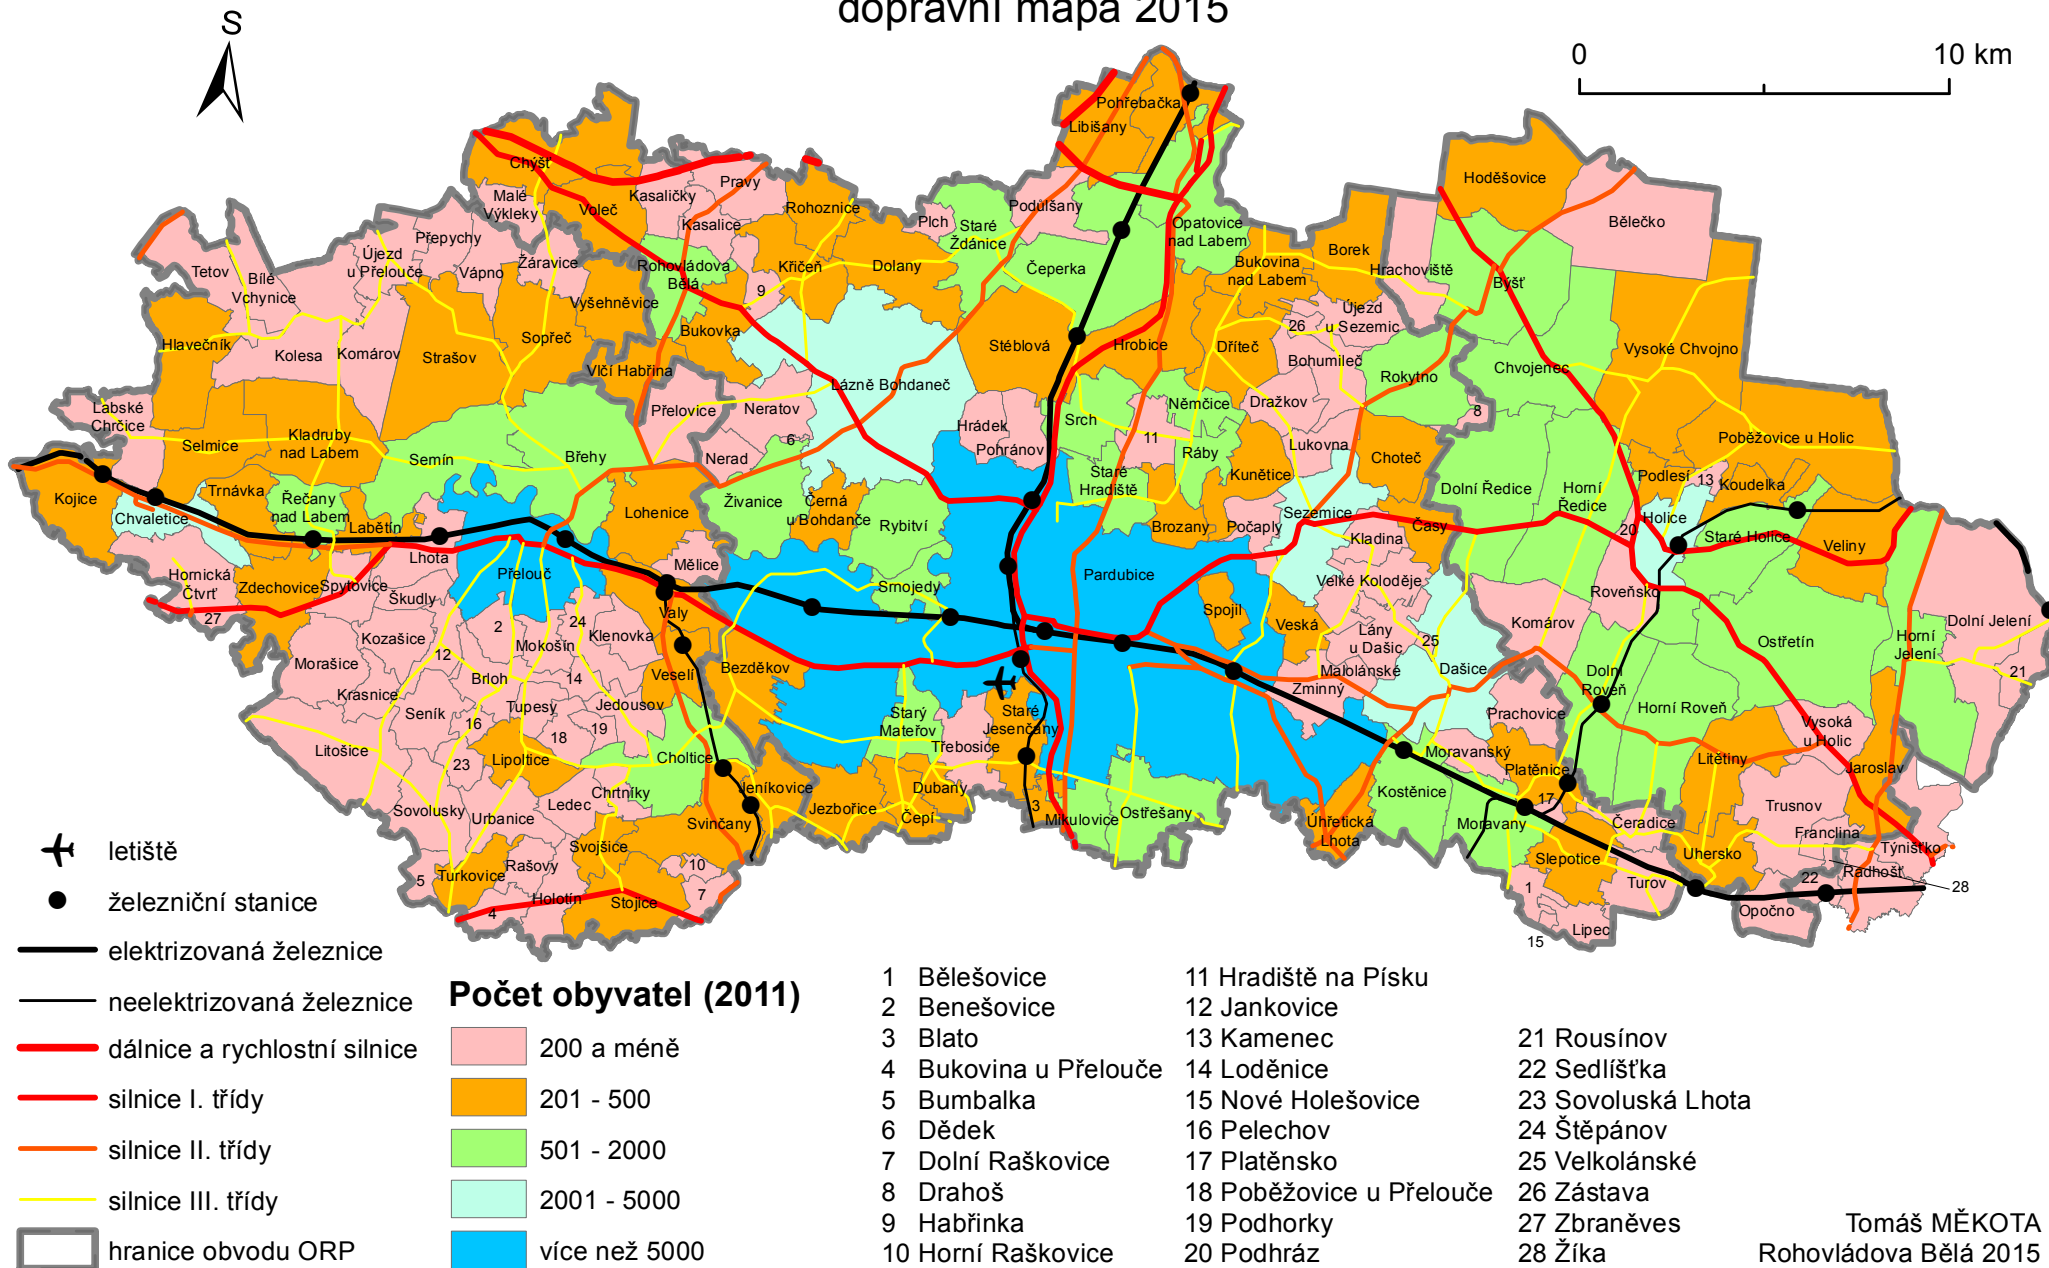 dopravní mapa 2015
S
0 10 km
Pohřebačka
Libišany
Chýšť
Hoděšovice
Malé
Výkleky
Voleč
Kasaličky
Pravy
Kasalice
Rohoznice
Plch
Staré
Ždánice
Podůlšany
Opatovice
nad Labem
Bělečko
Borek
Hrachoviště
Přepychy
Újezd
u Přelouče
Vápno
Žáravice
Tetov
Bílé
Vchynice
Rohovládova
Bělá
Křičeň
9
Dolany
Čeperka
Bukovina
nad Labem
Býšť
Vyšehněvice
Újezd
u Sezemic
26
Hlavečník
Kolesa
Komárov
Strašov
Sopřeč
Bukovka
Stéblová
Hrobice
Dříteč
Bohumileč
Vysoké Chvojno
Vlčí Habřina
Lázně Bohdaneč
Rokytno
Chvojenec
Labské
Chrčice
Přelovice
Neratov
6
Nerad
Hrádek
Pohránov
Srch
Němčice
11
Ráby
Dražkov
Lukovna
8
Selmice
Kladruby
nad Labem
Semín
Břehy
Kunětice
Choteč
Poběžovice u Holic
Podlesí
13
Koudelka
Kojice
Trnávka
Řečany
nad Labem
Labětín
Chvaletice
Lohenice
Živanice
Černá
u Bohdanče
Rybitví
Staré
Hradiště
Brozany
Počaply
Sezemice
Časy
Dolní Ředice
Horní
Ředice
Holice
20
Staré Holice
Veliny
Lhota
Přelouč
Mělice
Kladina
Hornická
Čtvrť
27
Zdechovice
Spytovice
Škudly
Valy
Srnojedy
Pardubice
Spojil
Velké Koloděje
Roveňsko
Komárov
Kozašice
Morašice
12
2
24
Mokošín
Klenovka
Veská
Lány
u Dašic
25
Ostřetín
Horní
Jelení
Dolní Jelení
21
Krasnice
Brloh
14
Veselí
Bezděkov
Malolánské
Zminný
Dašice
Dolní
Roveň
Horní Roveň
Seník
16
Tupesy
Jedousov
18
19
Litošice
Starý
Mateřov
Třebosice
Staré
Jesenčany
Prachovice
Vysoká
u Holic
23
Lipoltice
Choltice
Moravanský
Platěnice
17
Litětiny
Jaroslav
Sovolusky
Urbanice
Ledec
Chrtníky
Jeníkovice
Svinčany
Jezbořice
Dubany
Čepí
3
Mikulovice
Ostřešany
Úhřetická
Lhota
Kostěnice
Moravany
Čeradice
Trusnov
Franclina
Týnišťko
Svojšice
Turkovice
Rašovy
5
4
Holotín
Stojice
10
7
Slepotice
1
15
Turov
Lipec
Uhersko
22
Radhošť
28
Opočno
letiště
železniční stanice
elektrizovaná železnice
neelektrizovaná železnice
dálnice a rychlostní silnice
silnice I. třídy
silnice II. třídy
silnice III. třídy
hranice obvodu ORP
Počet obyvatel (2011)
200 a méně
201 - 500
501 - 2000
2001 - 5000
více než 5000
1 Bělešovice
2 Benešovice
3 Blato
4 Bukovina u Přelouče
5 Bumbalka
6 Dědek
7 Dolní Raškovice
8 Drahoš
9 Habřinka
10 Horní Raškovice
11 Hradiště na Písku
12 Jankovice
13 Kamenec
14 Loděnice
15 Nové Holešovice
16 Pelechov
17 Platěnsko
18 Poběžovice u Přelouče
19 Podhorky
20 Podhráz
21 Rousínov
22 Sedlíšťka
23 Sovoluská Lhota
24 Štěpánov
25 Velkolánské
26 Zástava
27 Zbraněves
28 Žíka
Tomáš MĚKOTA
Rohovládova Bělá 2015